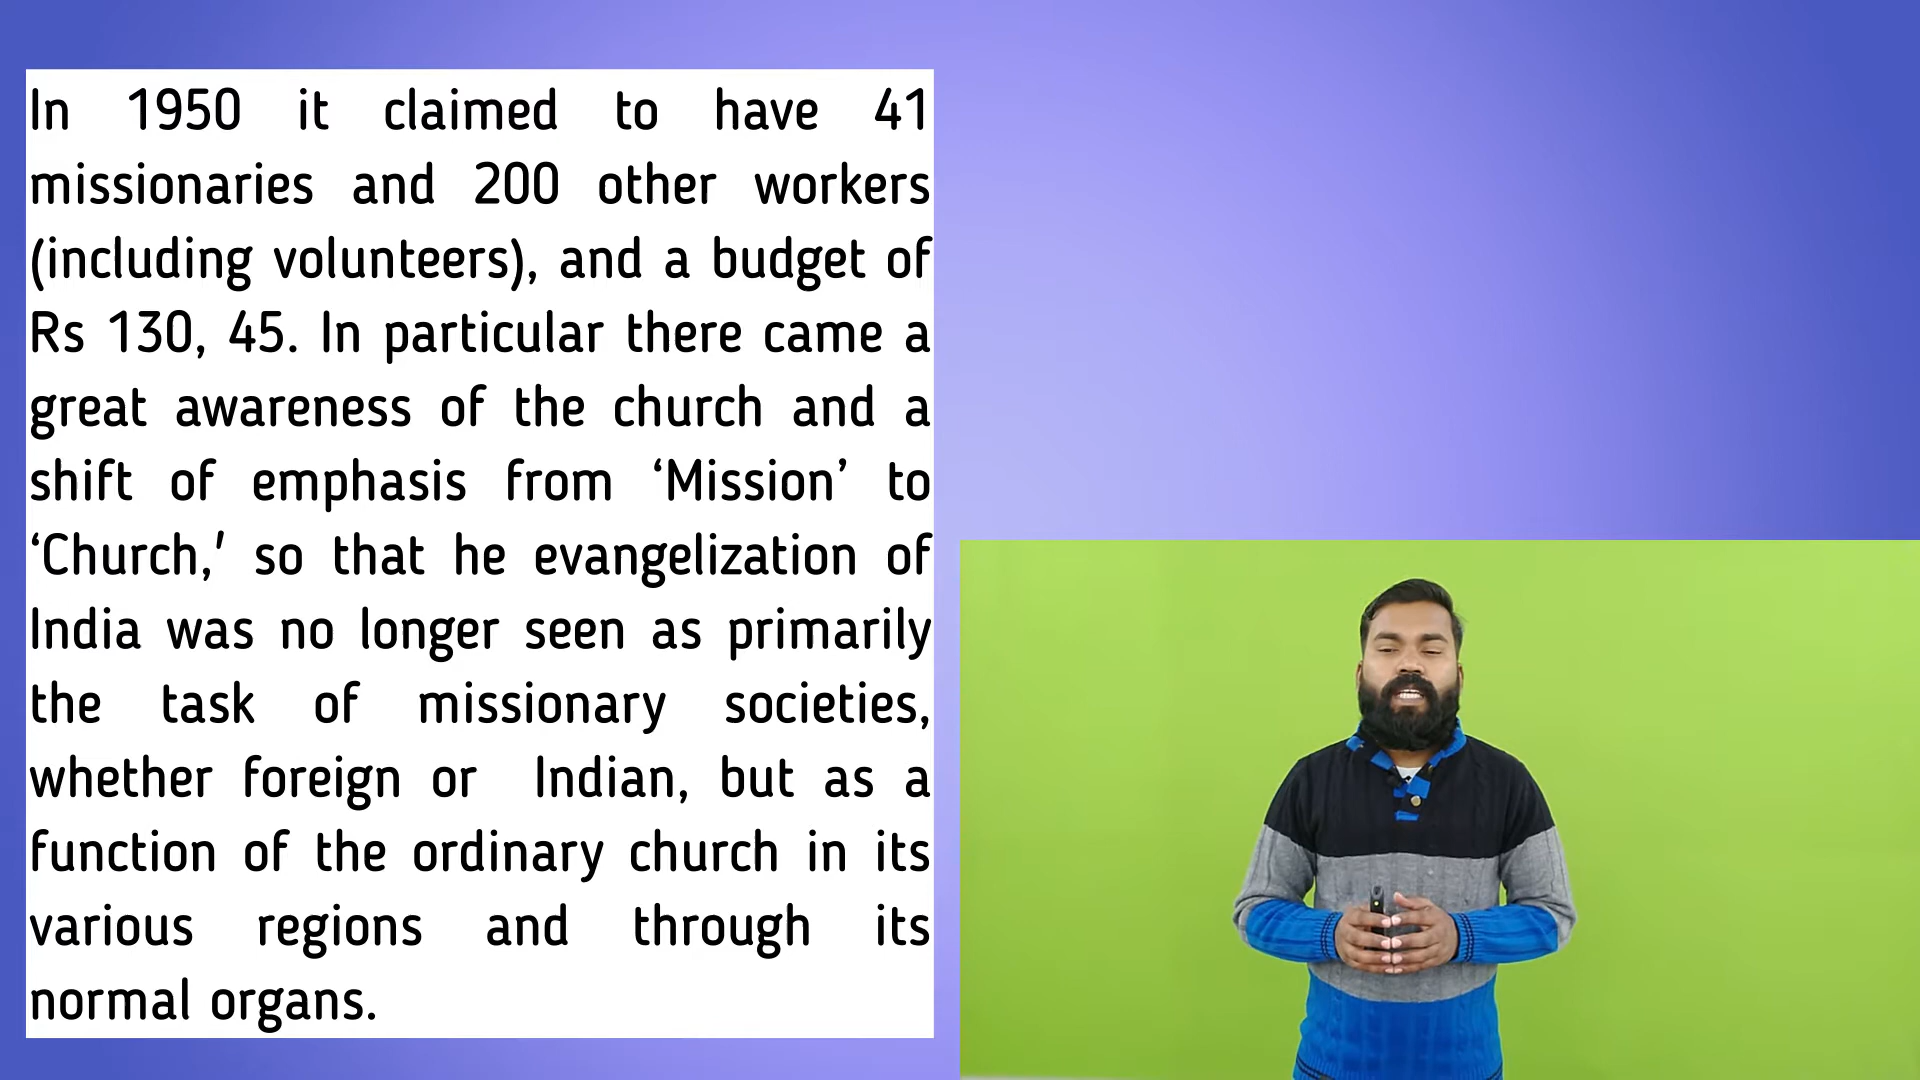 In 1950 it claimed to have 41
missionaries and 200 other workers
(including volunteers), and a budget of
Rs 130, 45. In particular there came a
great awareness of the church and a
shift of emphasis from ‘Mission’ to
‘Church,' so that he evangelization of
India was no longer seen as primarily
the task of missionary societies,
whether foreign or Indian, but as a
function of the ordinary church in its
various regions and through its
normal organs.